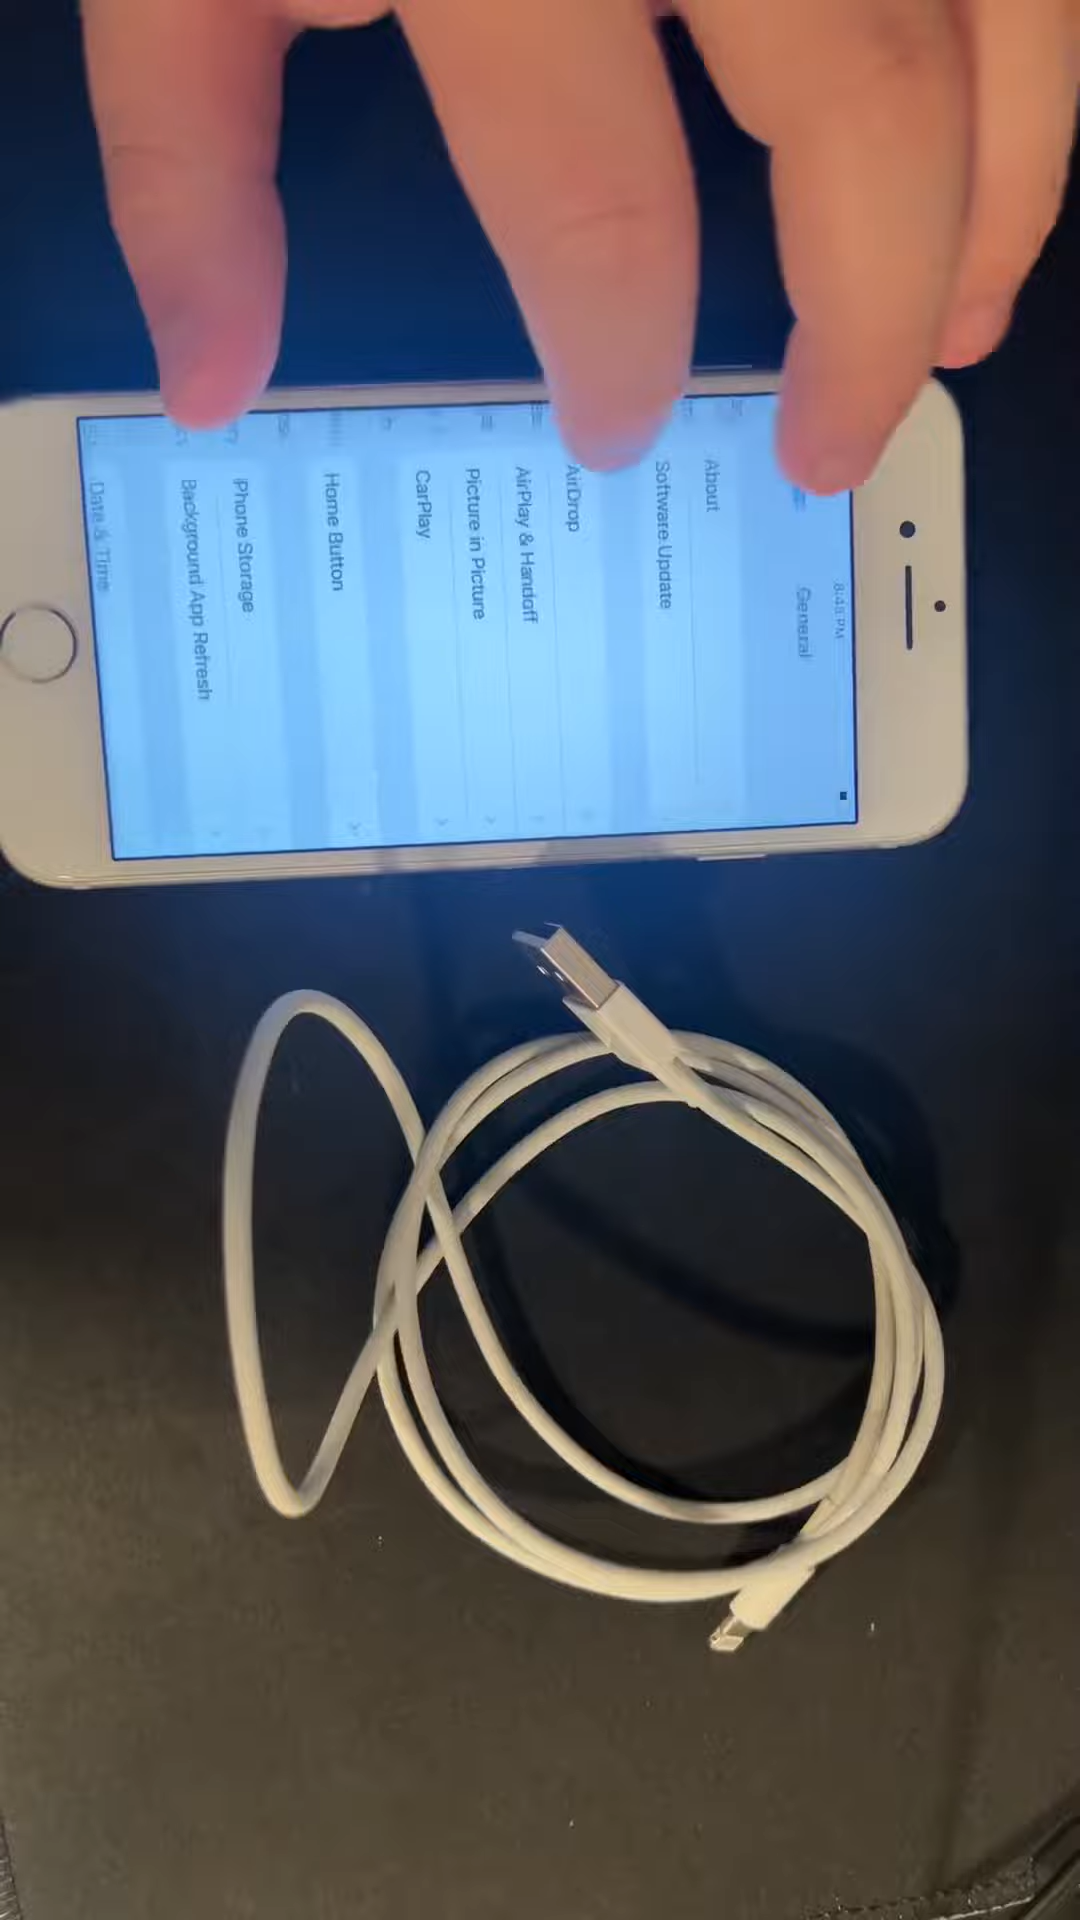 8:48 PM
General
About
Software Update
AirDrop
AirPlay & Handoff
Picture in Picture
CarPlay
Home Button
iPhone Storage
Background App Refresh
Date & Time